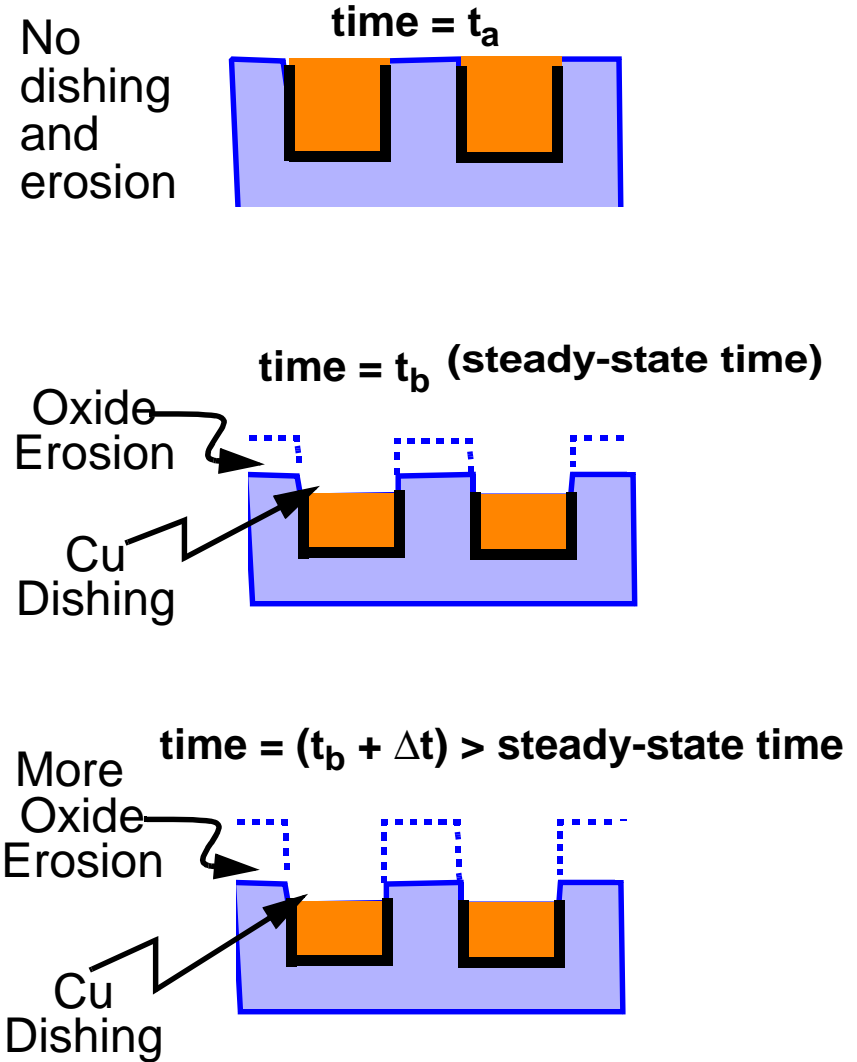 time = ta
No
dishing
and
erosion
time = tb (steady-state time)
Oxide
Erosion
Cu
Dishing
time = (tb + Δt) > steady-state time
More
Oxide
Erosion
Cu
Dishing